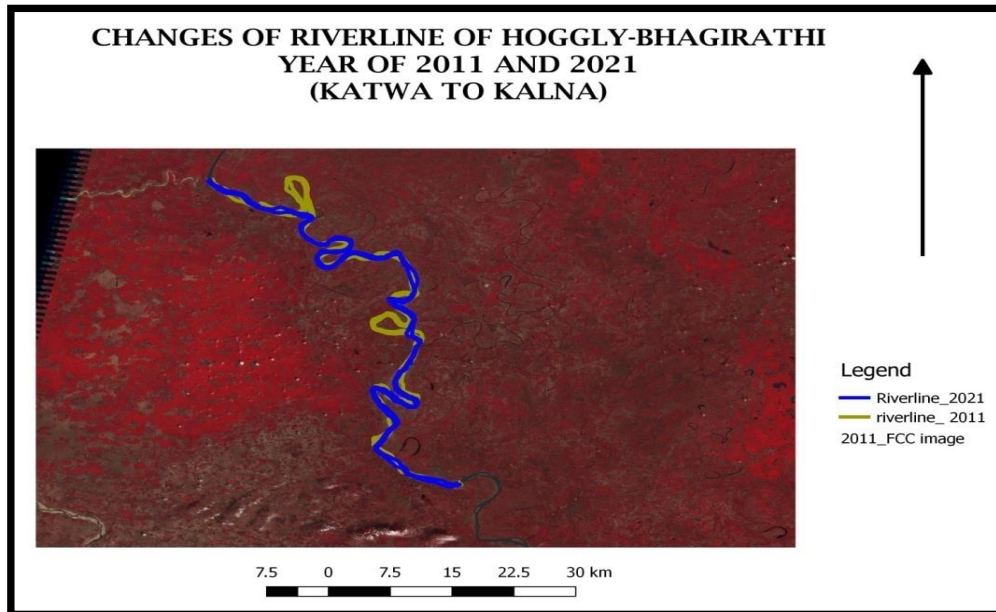 CHANGES OF RIVERLINE OF HOGGLY-BHAGIRATHI
YEAR OF 2011 AND 2021
(KATWA TO KALNA)
Legend
Riverline_2021
riverline_ 2011
2011_FCC image
7.5 0 7.5 15 22.5 30 km